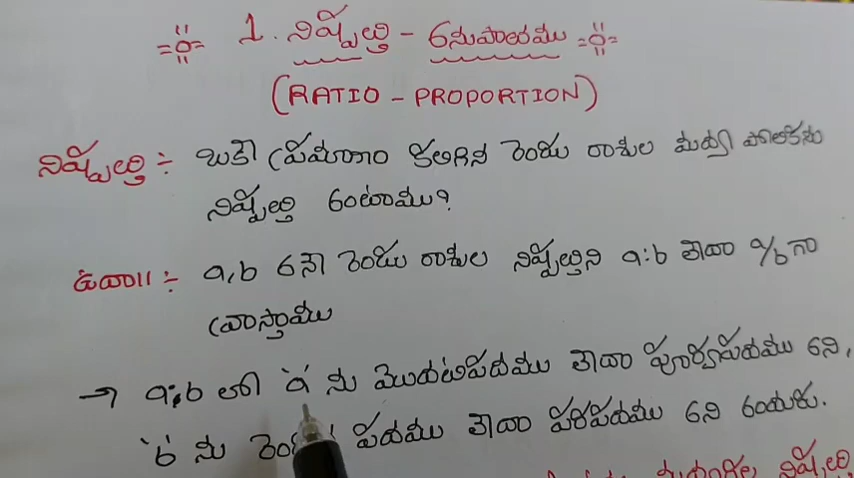 1. నిష్పత్తి - అనుపాతము
(RATIO - PROPORTION)
నిష్పత్తి :- ఒకే ప్రమాణం కలిగిన రెండు రాశుల మధ్య పోలికను
నిష్పత్తి అంటాము?
ఉదా॥ :- a,b అనే రెండు రాశుల నిష్పత్తిని a:b లేదా a/b గా
వ్రాస్తాము
→ a:b లో 'a' ను మొదటిపదము లేదా పూర్వపదము అని,
'b' ను పదము లేదా పరపదము అని అందురు.
నిష్పత్తి